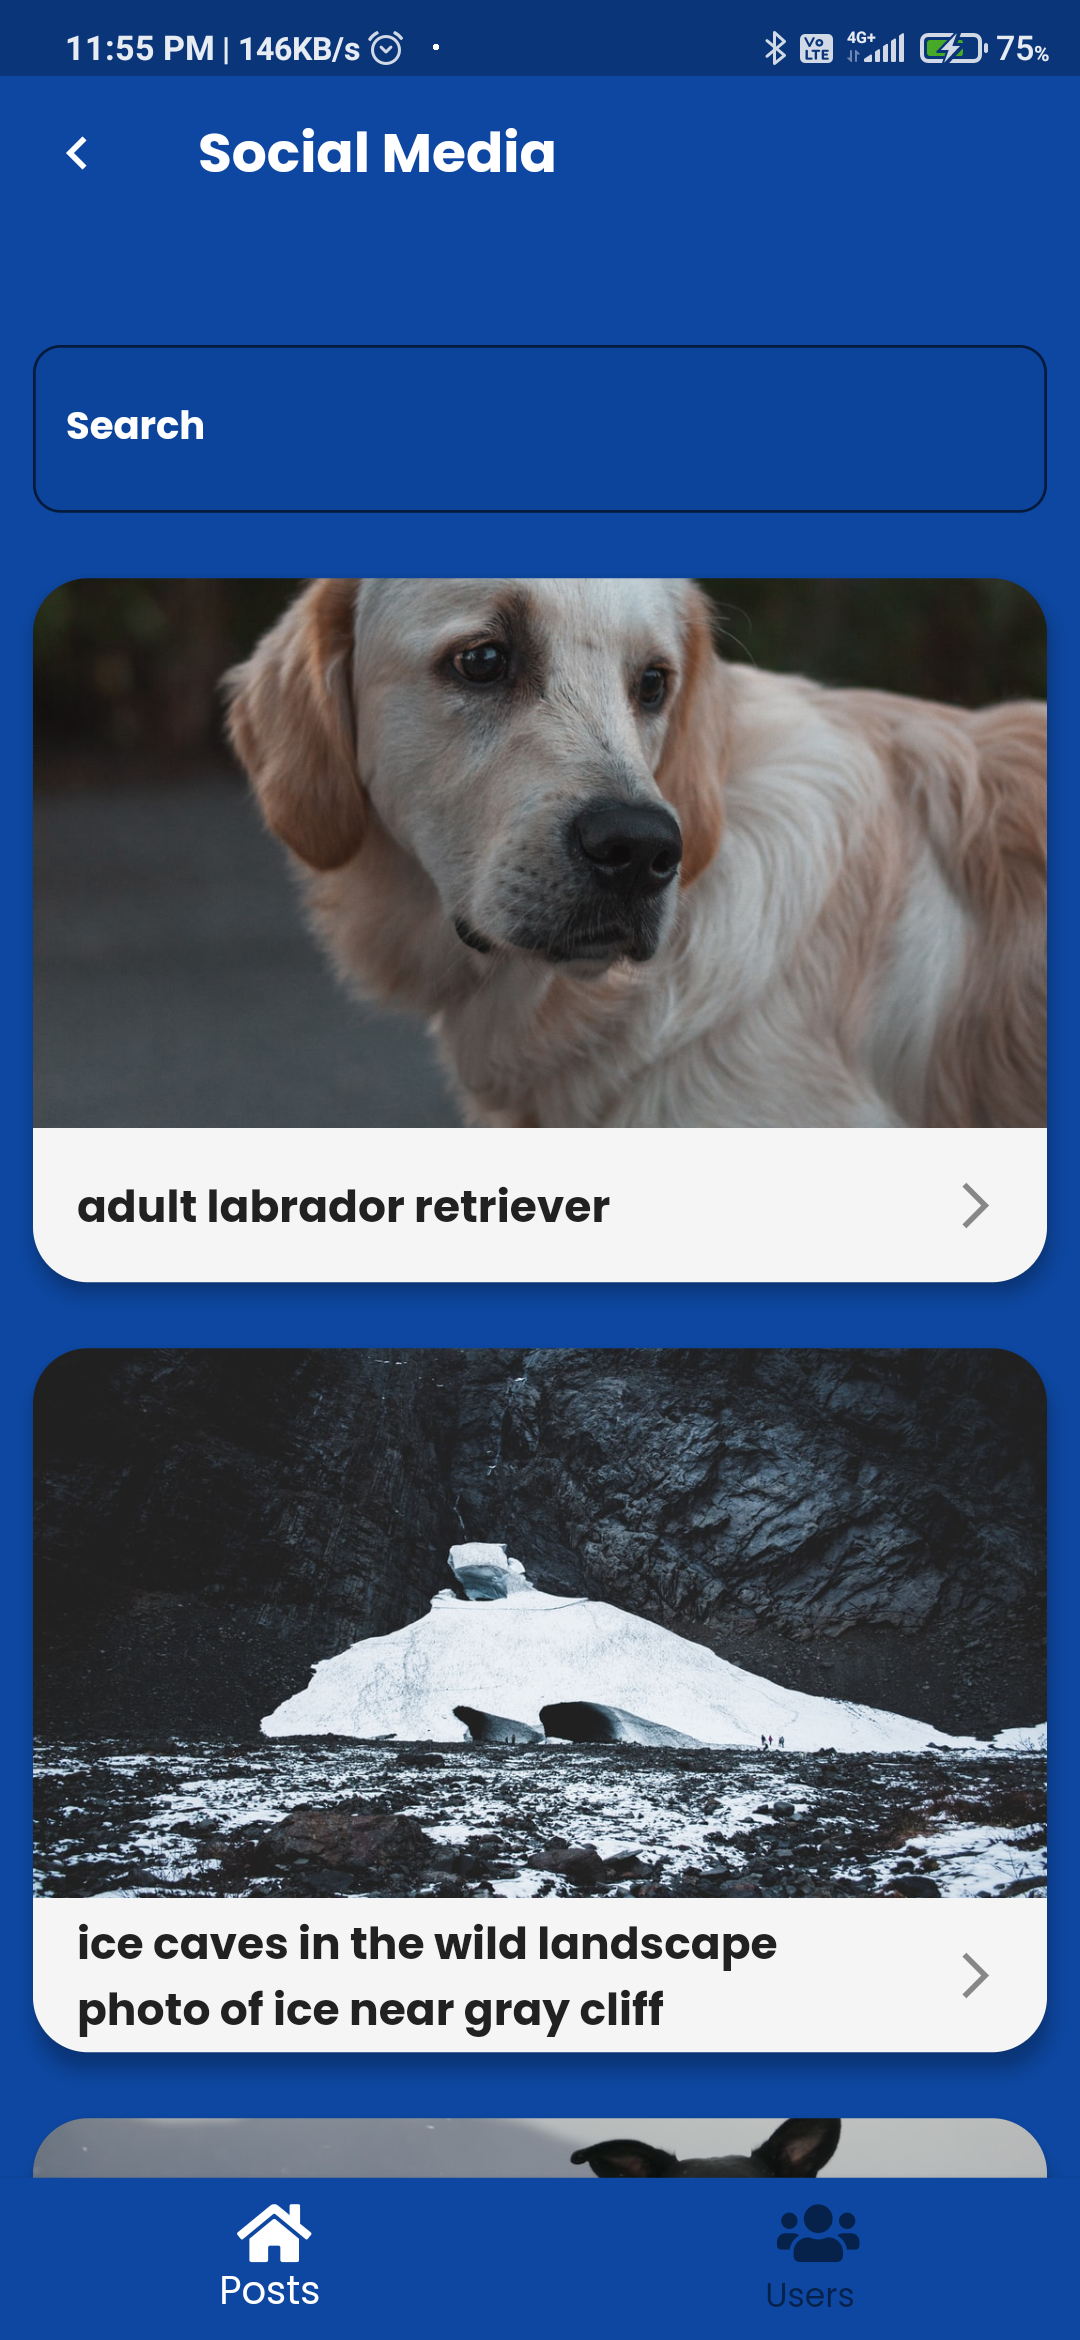 11:55 PM | 146KB/s
Vo LTE 4G+ 75%
Social Media
Search
adult labrador retriever
ice caves in the wild landscape
photo of ice near gray cliff
Posts
Users